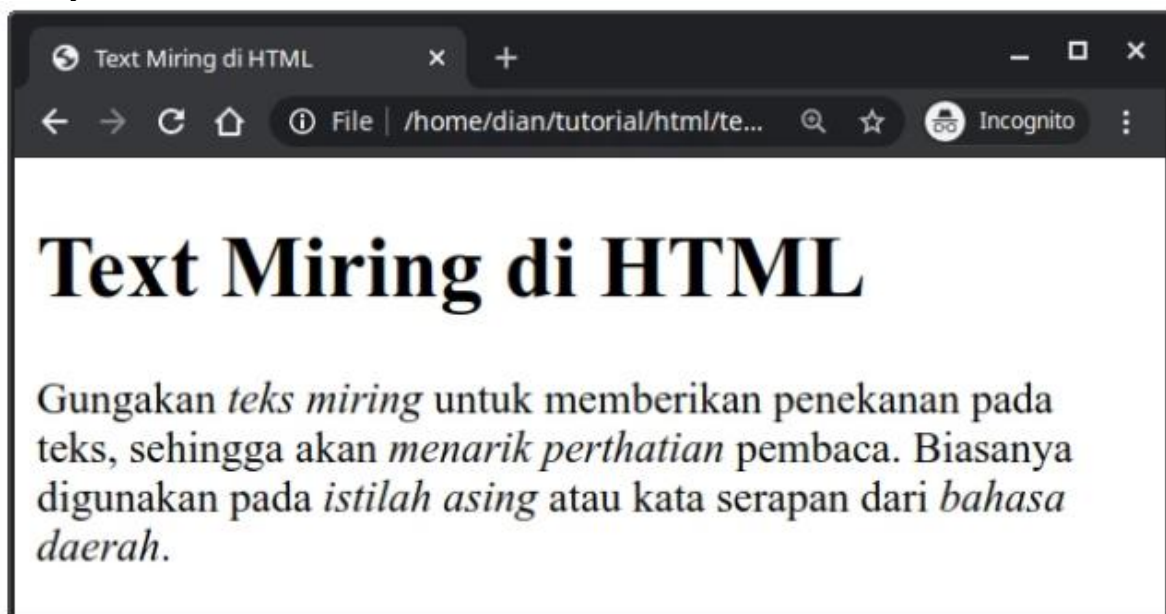 Text Miring di HTML
File | /home/dian/tutorial/html/te... Incognito
Text Miring di HTML
Gungakan teks miring untuk memberikan penekanan pada
teks, sehingga akan menarik perthatian pembaca. Biasanya
digunakan pada istilah asing atau kata serapan dari bahasa
daerah.